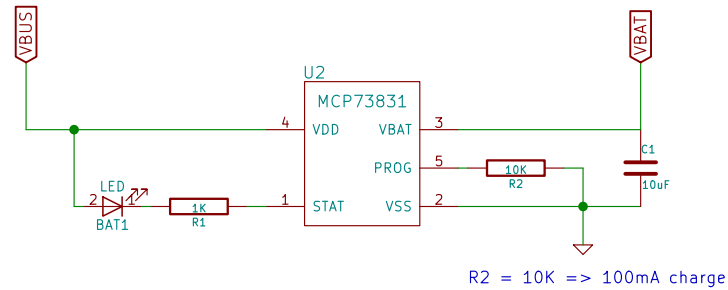 VBUS
VBAT
U2
MCP73831
4 VDD VBAT 3
C1
PROG 5 10K
R2
10uF
LED
2 1 1K 1 STAT VSS 2
BAT1 R1
R2 = 10K => 100mA charge